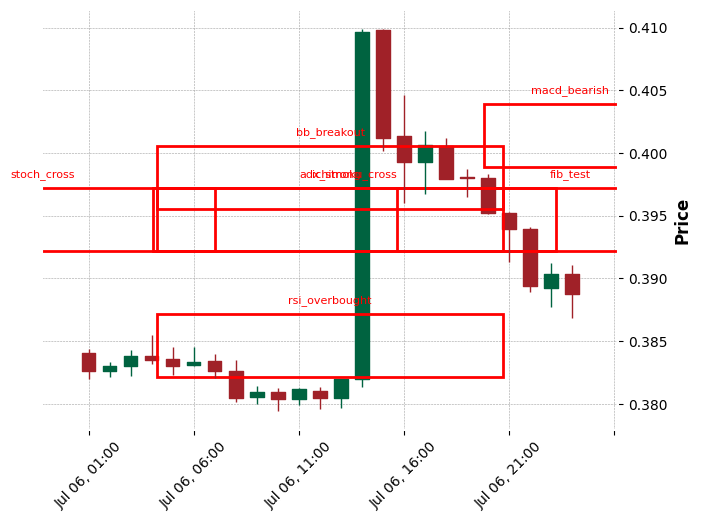 0.410
macd_bearish
0.405
bb_breakout
0.400
stoch_cross
fib_test
0.395
Price
0.390
rsi_overbought
0.385
0.380
Jul 06, 01:00
Jul 06, 06:00
Jul 06, 11:00
Jul 06, 16:00
Jul 06, 21:00